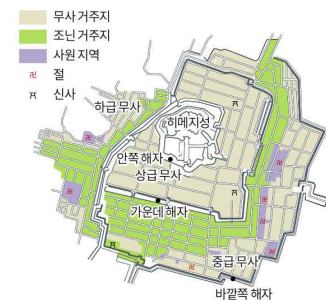 무사 거주지
조닌 거주지
사원 지역
卍 절
신사
하급 무사
히메지성
안쪽 해자
상급 무사
가운데 해자
중급 무사
바깥쪽 해자